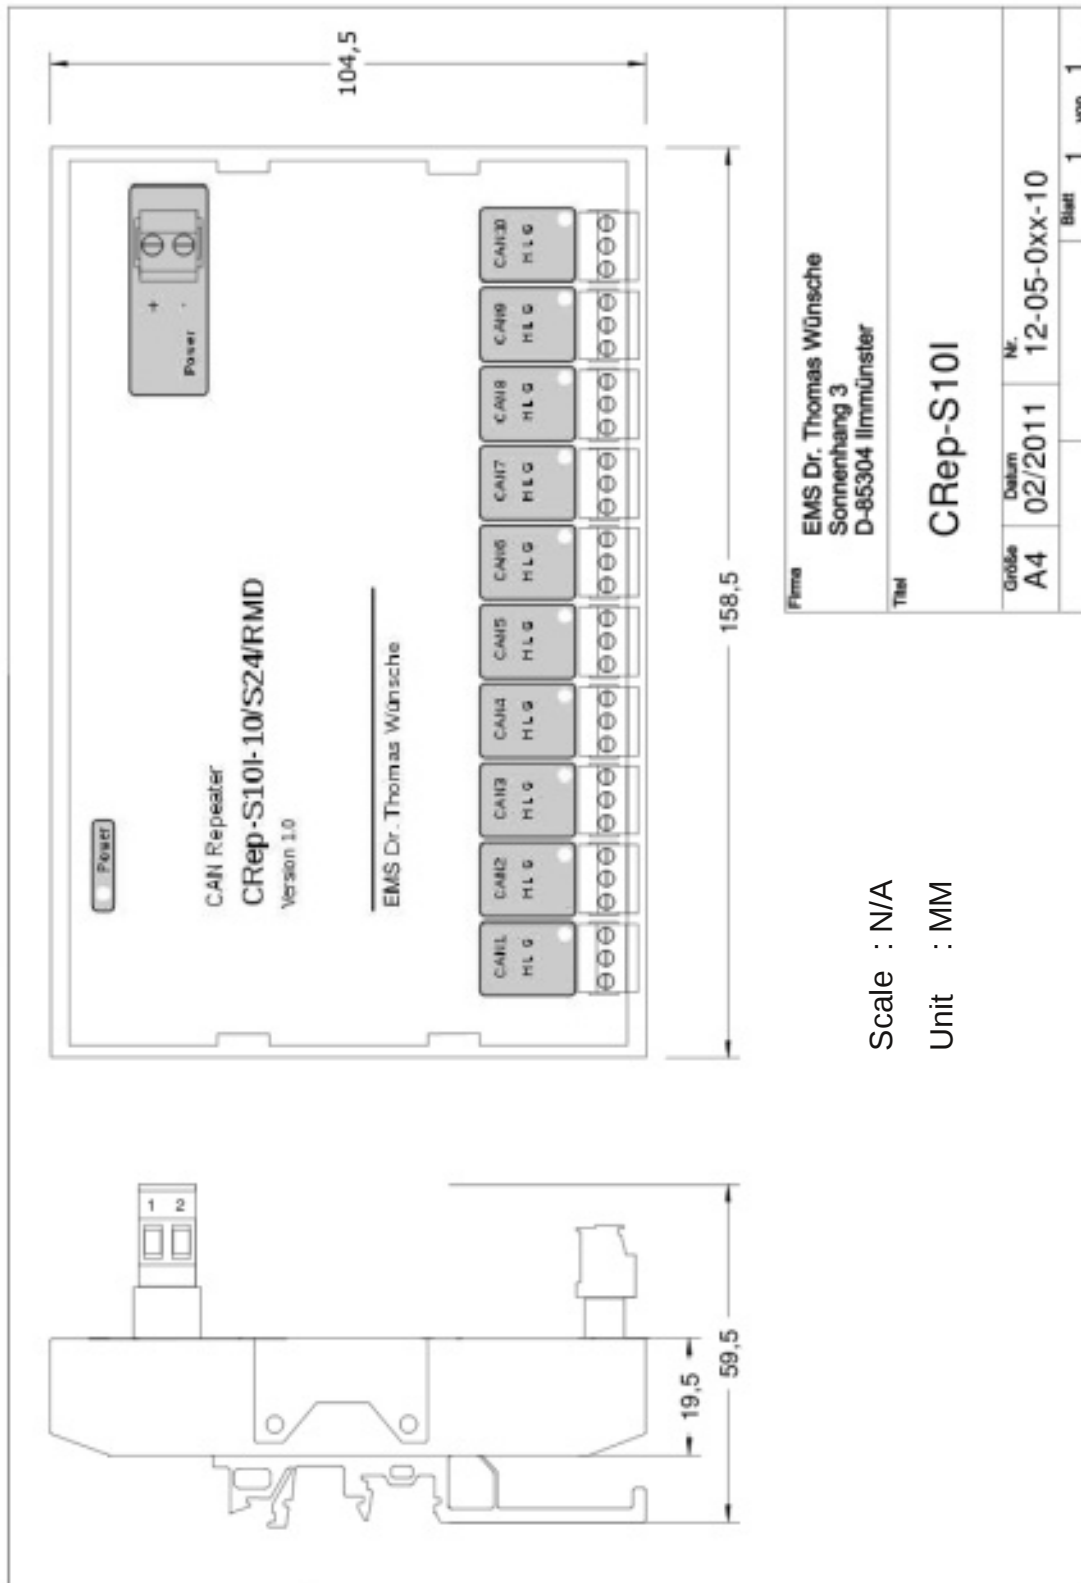 104,5
158,5
+
-
Power
Power
CAN Repeater
CRep-S10I-10/S24/RMD
Version 1.0
EMS Dr. Thomas Wünsche
CAN1 CAN2 CAN3 CAN4 CAN5 CAN6 CAN7 CAN8 CAN9 CAN10
H L G H L G H L G H L G H L G H L G H L G H L G H L G H L G
1 2
19,5
59,5
Scale : N/A
Unit : MM
Firma
EMS Dr. Thomas Wünsche
Sonnenhang 3
D-85304 Ilmmünster
Titel
CRep-S10I
Größe Datum Nr.
A4 02/2011 12-05-0xx-10
Blatt 1 von 1